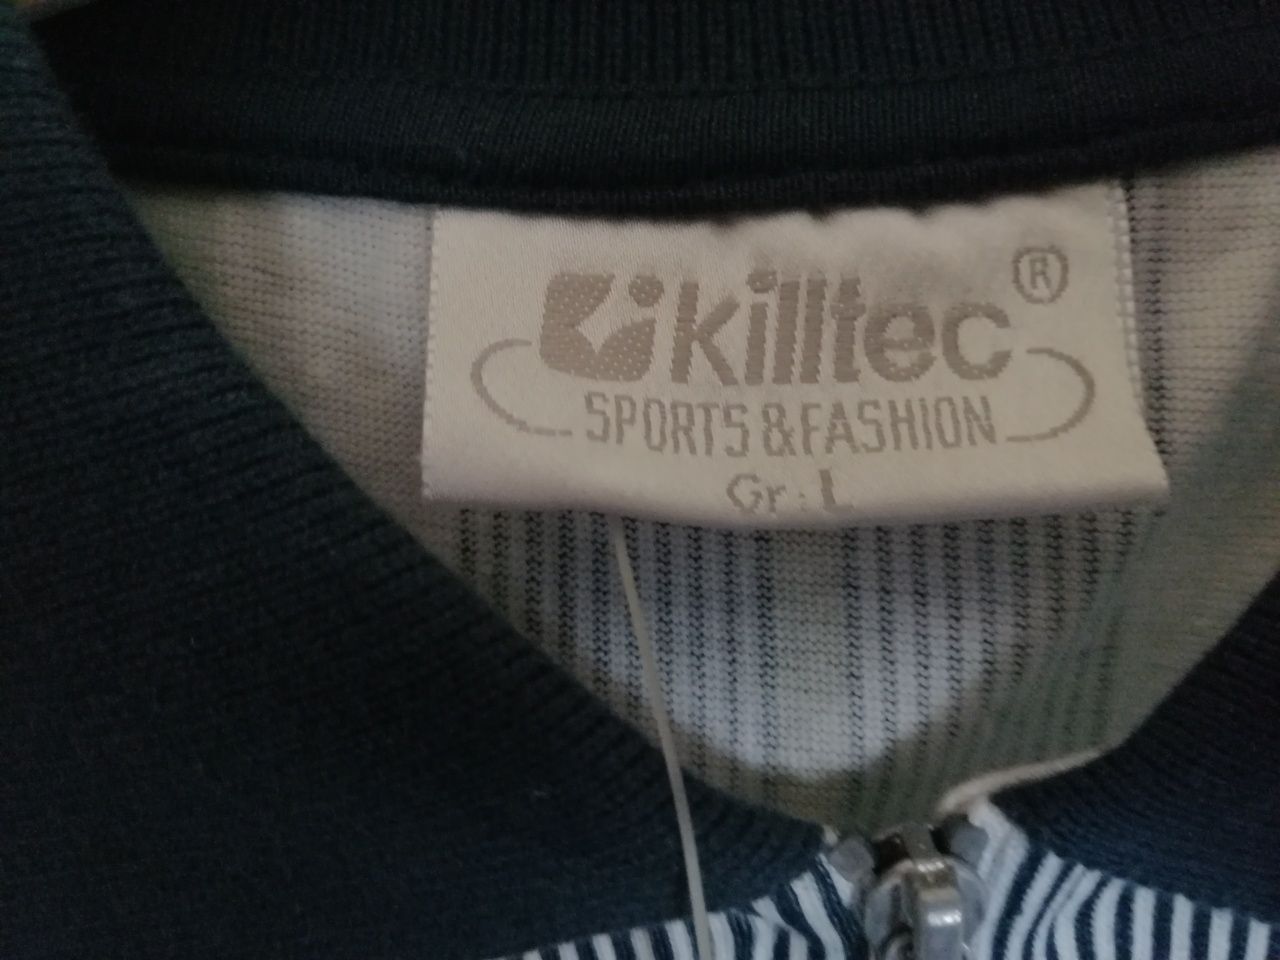 killtec ®
SPORTS & FASHION
Gr.: L